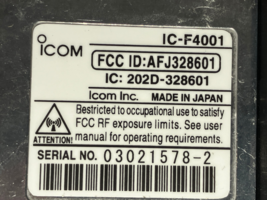 ICOM IC-F4001
FCC ID:AFJ328601
IC: 202D-328601
Icom Inc. MADE IN JAPAN
Restricted to occupational use to satisfy
FCC RF exposure limits. See user
manual for operating requirements.
SERIAL NO. 03021578-2